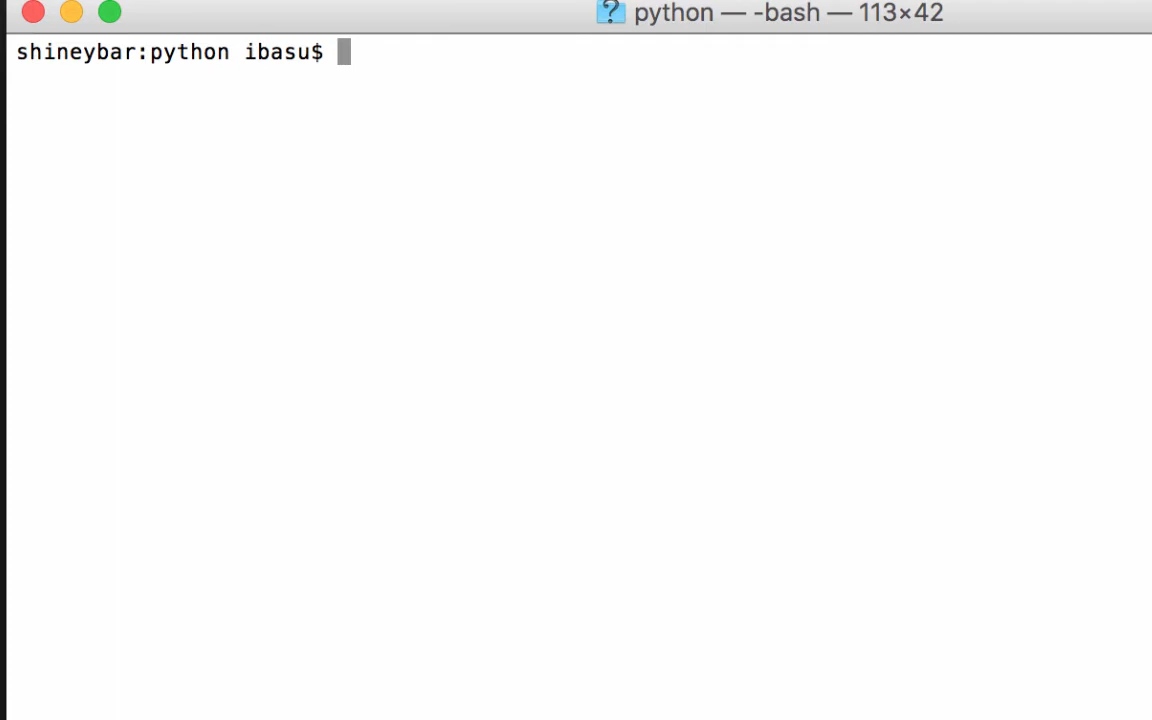 python — -bash — 113×42
shineybar:python ibasu$